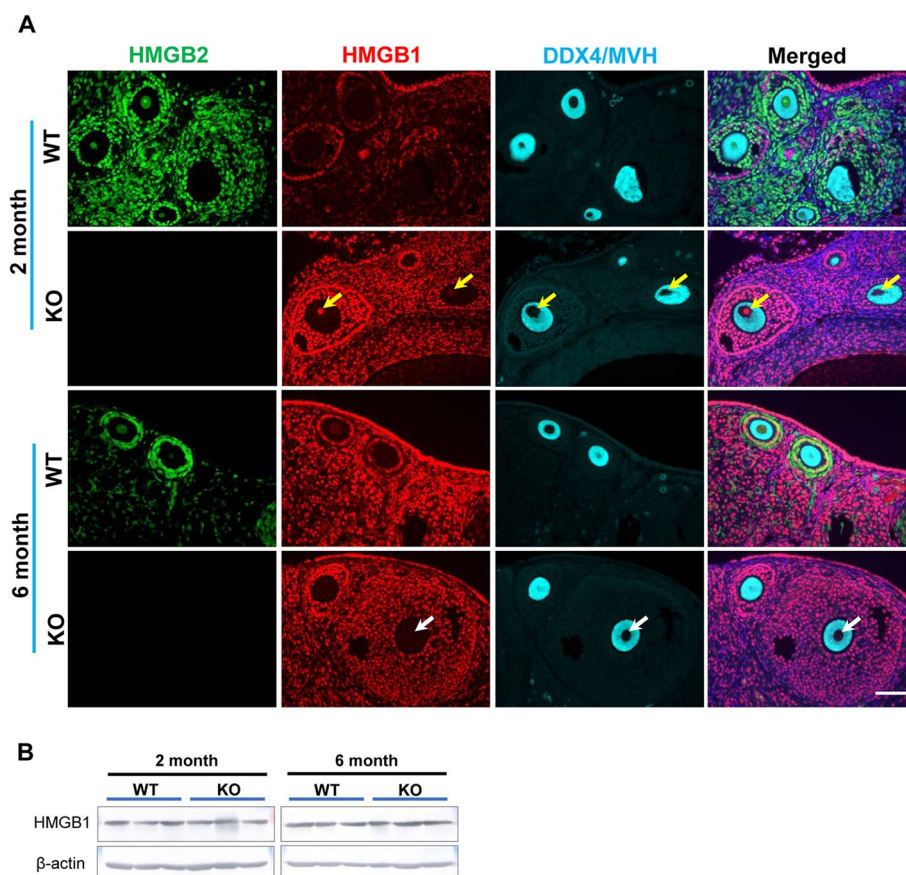 A
HMGB2 HMGB1 DDX4/MVH Merged
2 month
WT
KO
6 month
WT
KO
B
2 month 6 month
WT KO WT KO
HMGB1
β-actin